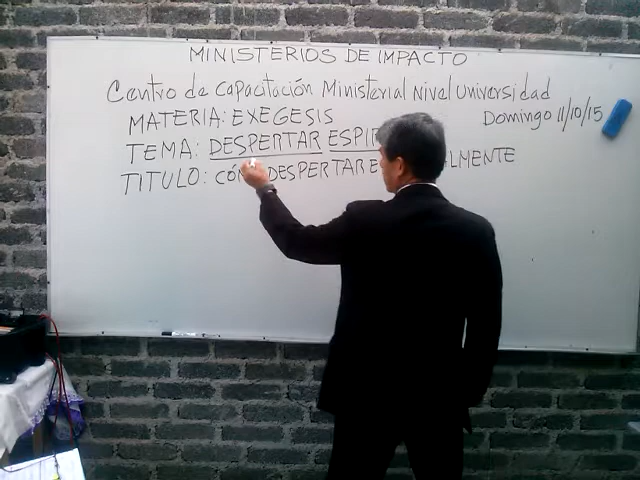 MINISTERIOS DE IMPACTO
Centro de Capacitación Ministerial Nivel Universidad
MATERIA: EXEGESIS
Domingo 11/10/15
TEMA: DESPERTAR
TITULO: DESPERTAR